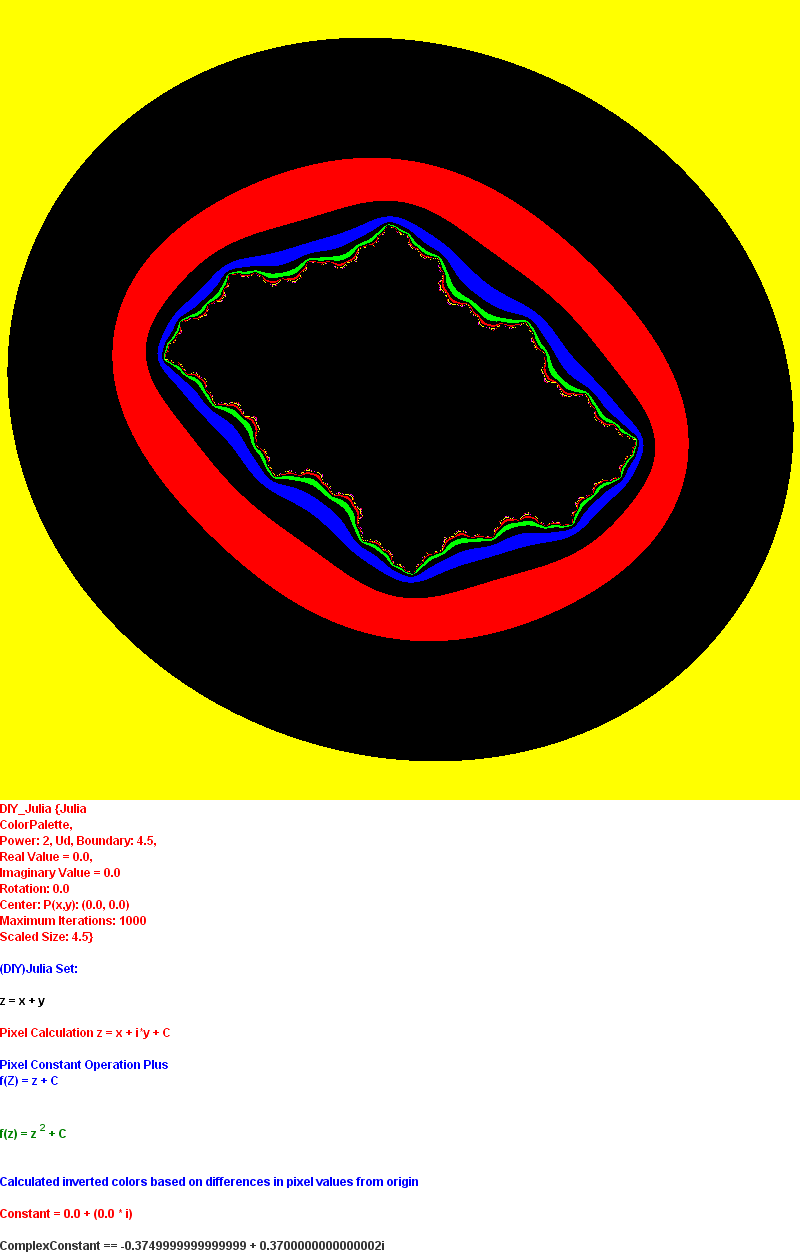 DIY_Julia {Julia
ColorPalette,
Power: 2, Ud, Boundary: 4.5,
Real Value = 0.0,
Imaginary Value = 0.0
Rotation: 0.0
Center: P(x,y): (0.0, 0.0)
Maximum Iterations: 1000
Scaled Size: 4.5}
(DIY)Julia Set:
z = x + y
Pixel Calculation z = x + i*y + C
Pixel Constant Operation Plus
f(Z) = z + C
f(z) = z ² + C
Calculated inverted colors based on differences in pixel values from origin
Constant = 0.0 + (0.0 * i)
ComplexConstant == -0.3749999999999999 + 0.3700000000000002i